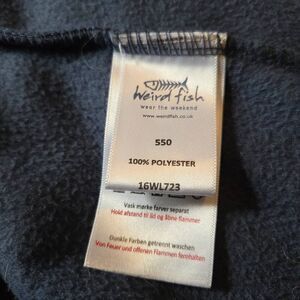 Weird fish
wear the weekend
www.weirdfish.co.uk
550
100% POLYESTER
16WL723
Vask mørke farver separat
Hold afstand til ild og åbne flammer
Dunkle Farben getrennt waschen
Von Feuer und offenen Flammen fernhalten